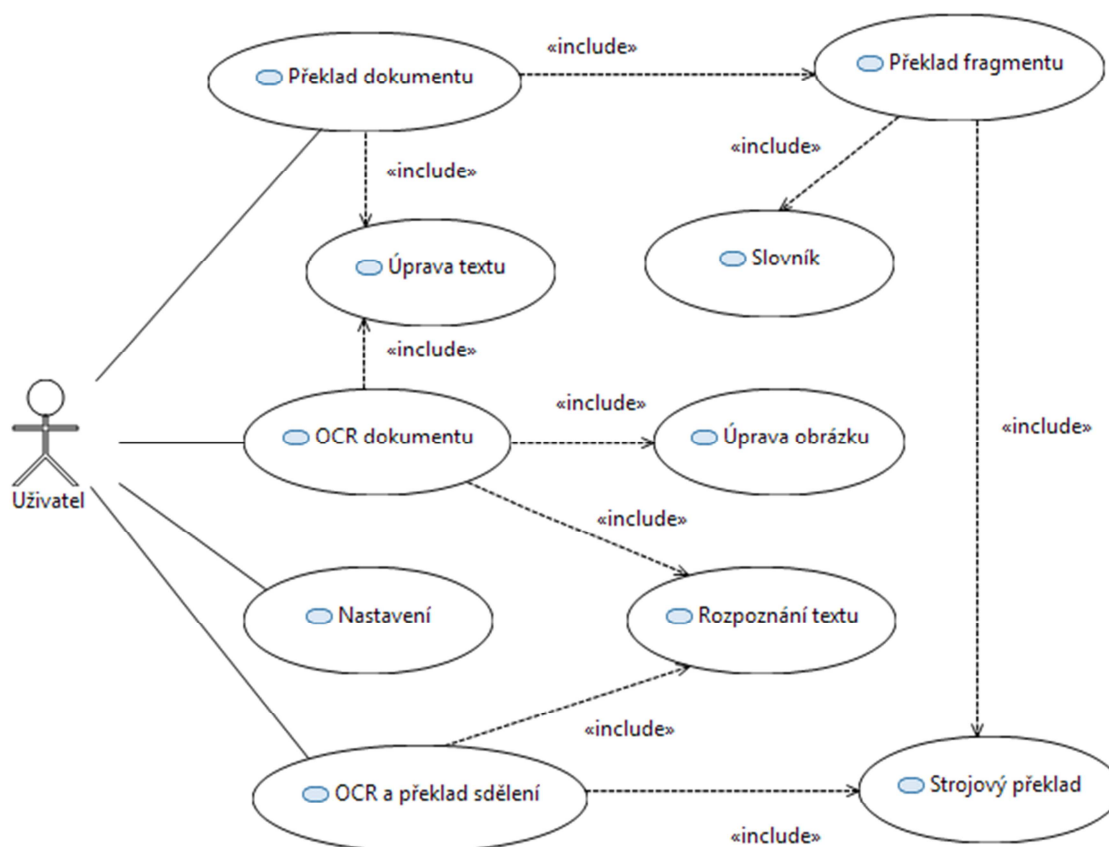 «include»
Překlad dokumentu
Překlad fragmentu
«include»
«include»
Úprava textu
Slovník
«include»
«include»
OCR dokumentu
Úprava obrázku
«include»
Uživatel
«include»
Nastavení
Rozpoznání textu
«include»
OCR a překlad sdělení
Strojový překlad
«include»